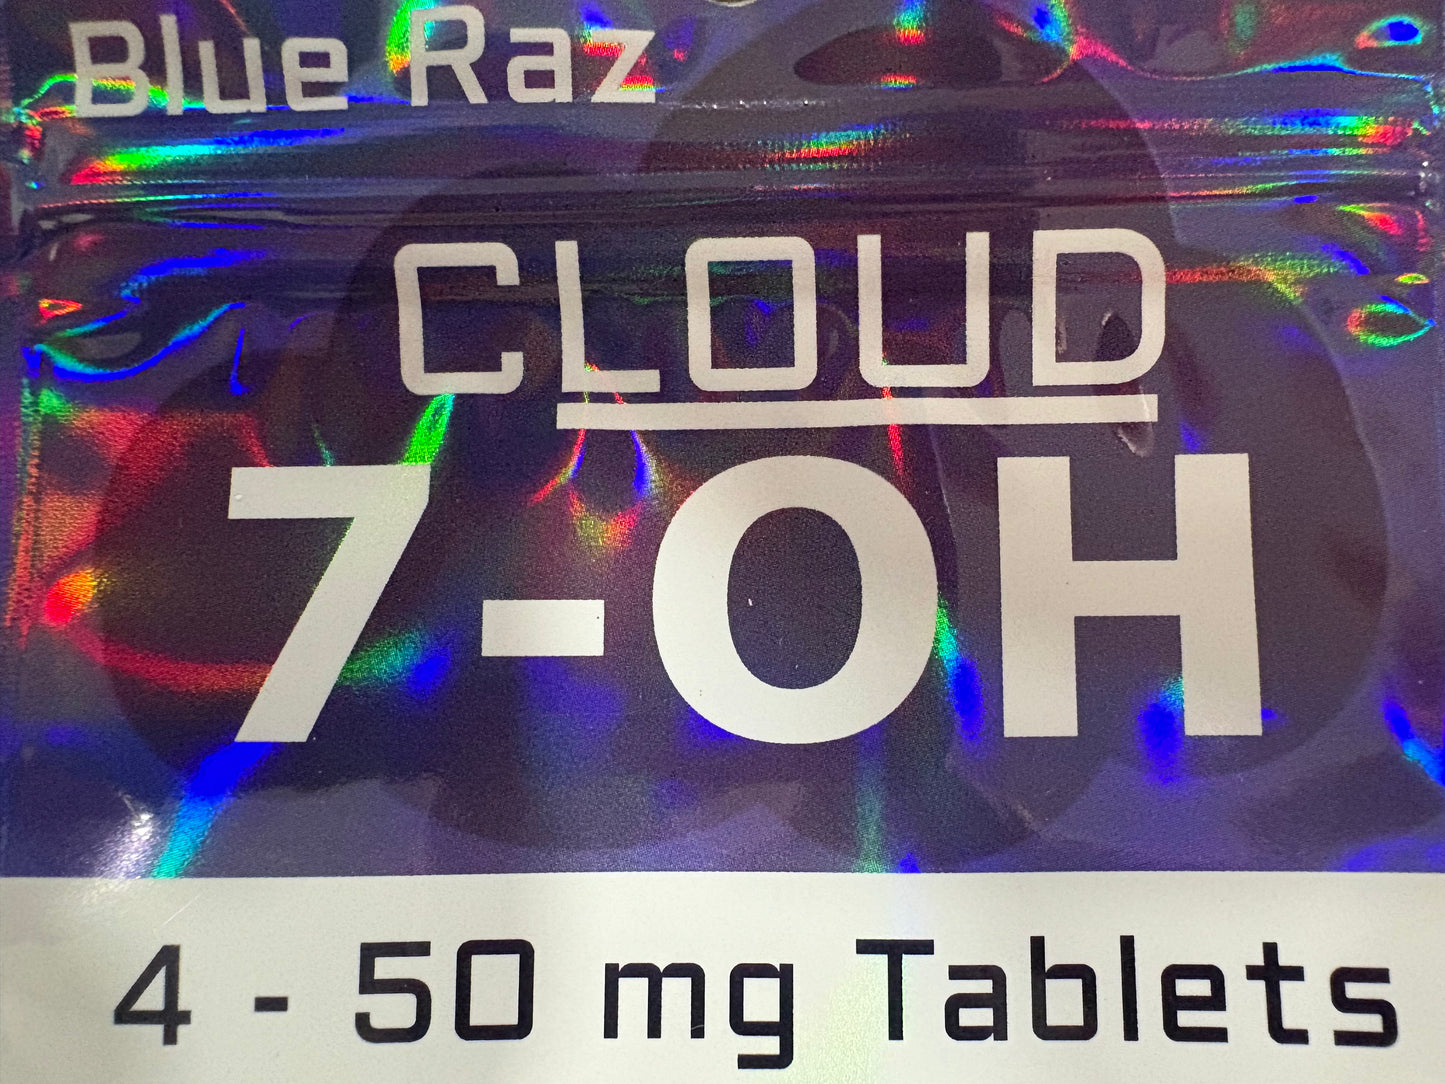 Blue Raz
CLOUD
7-OH
4 - 50 mg Tablets